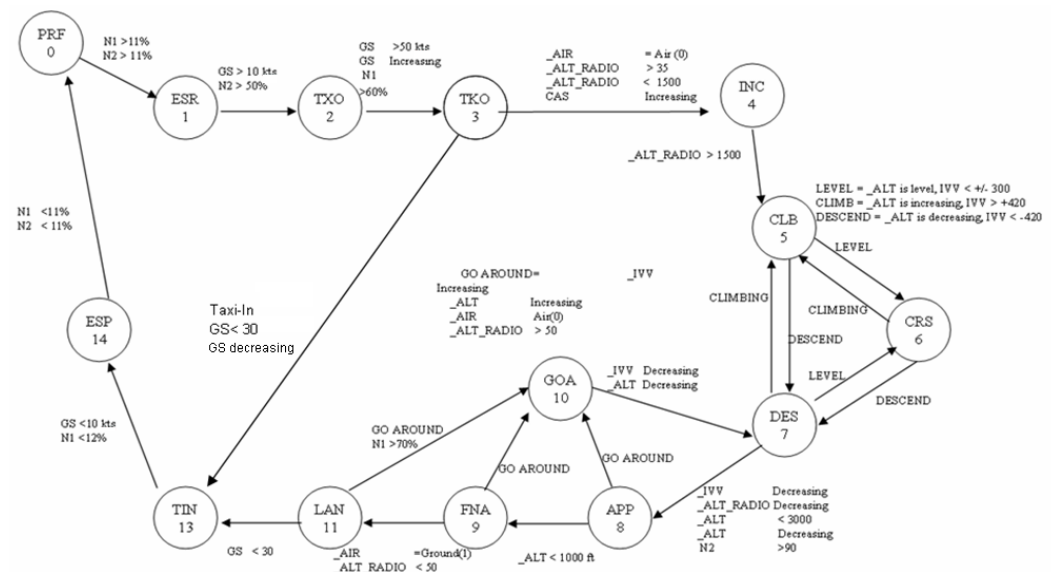 PRF
0
N1 >11%
N2 > 11%
ESR
1
GS > 10 kts
N2 > 50%
TXO
2
GS >50 kts
GS Increasing
N1
>60%
TKO
3
_AIR = Air (0)
_ALT_RADIO > 35
_ALT_RADIO < 1500
CAS Increasing
INC
4
_ALT_RADIO > 1500
LEVEL = _ALT is level, IVV < +/- 300
CLIMB = _ALT is increasing, IVV > +420
DESCEND = _ALT is decreasing, IVV < -420
CLB
5
LEVEL
CLIMBING
CLIMBING
DESCEND
CRS
6
LEVEL
DESCEND
DES
7
N1 <11%
N2 < 11%
ESP
14
Taxi-In
GS< 30
GS decreasing
GO AROUND= _IVV
Increasing
_ALT Increasing
_AIR Air(0)
_ALT_RADIO > 50
GOA
10
_IVV Decreasing
_ALT Decreasing
GS <10 kts
N1 <12%
GO AROUND
N1 >70%
GO AROUND
GO AROUND
TIN
13
LAN
11
FNA
9
APP
8
_IVV Decreasing
_ALT_RADIO Decreasing
_ALT < 3000
_ALT Decreasing
N2 >90
GS < 30
_AIR =Ground(1)
ALT RADIO < 50
_ALT < 1000 ft